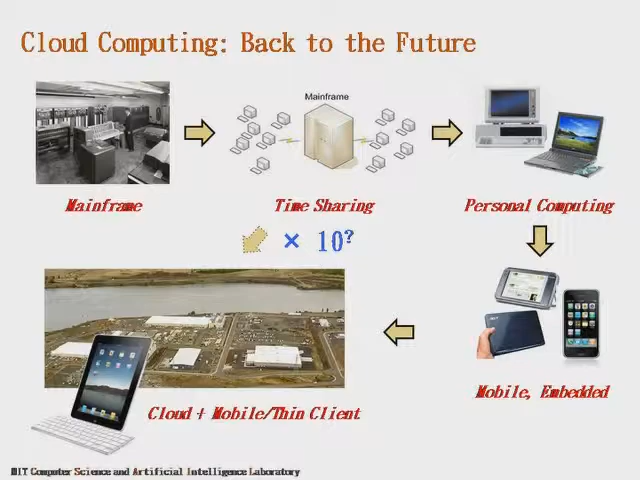 Cloud Computing: Back to the Future
Mainframe
Mainframe
Time Sharing
Personal Computing
× 10?
Mobile, Embedded
Cloud + Mobile/Thin Client
MIT Computer Science and Artificial Intelligence Laboratory